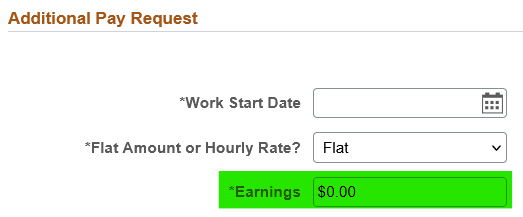 Additional Pay Request
*Work Start Date
*Flat Amount or Hourly Rate? Flat
*Earnings $0.00